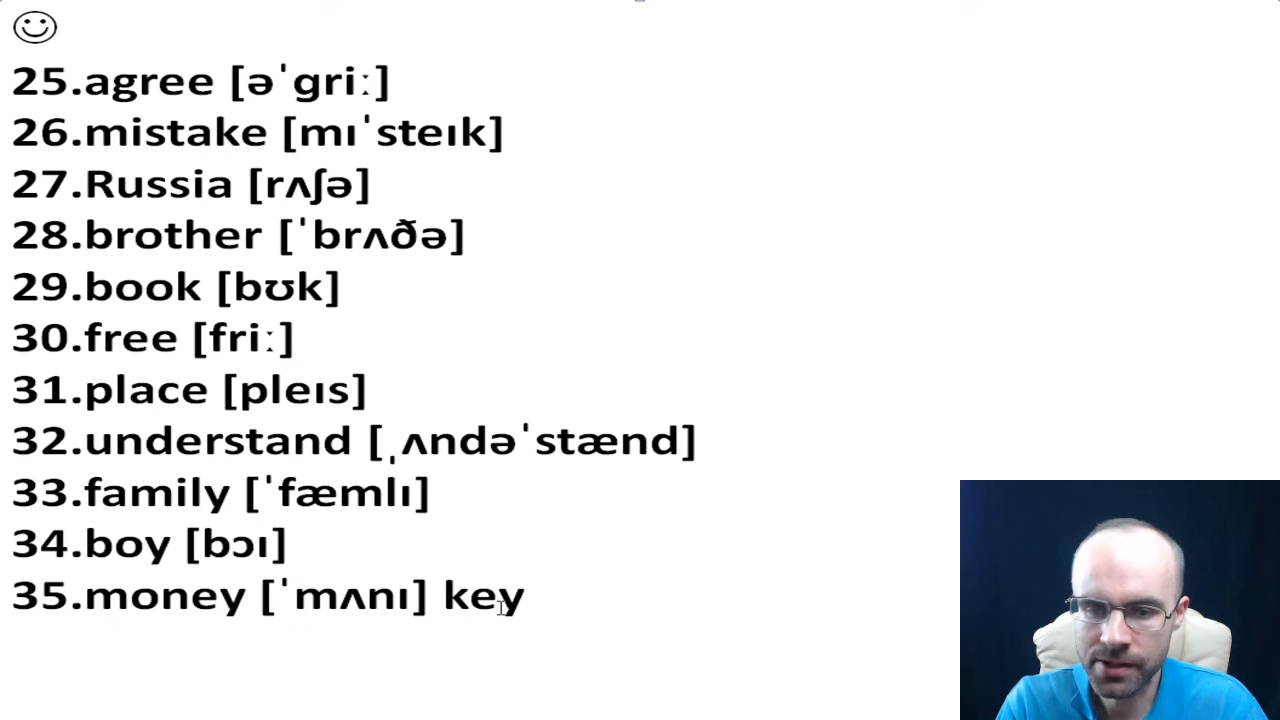 25.agree [əˈgriː]
26.mistake [mɪˈsteɪk]
27.Russia [rʌʃə]
28.brother [ˈbrʌðə]
29.book [bʊk]
30.free [friː]
31.place [pleɪs]
32.understand [ˌʌndəˈstænd]
33.family [ˈfæmlɪ]
34.boy [bɔɪ]
35.money [ˈmʌnɪ] key